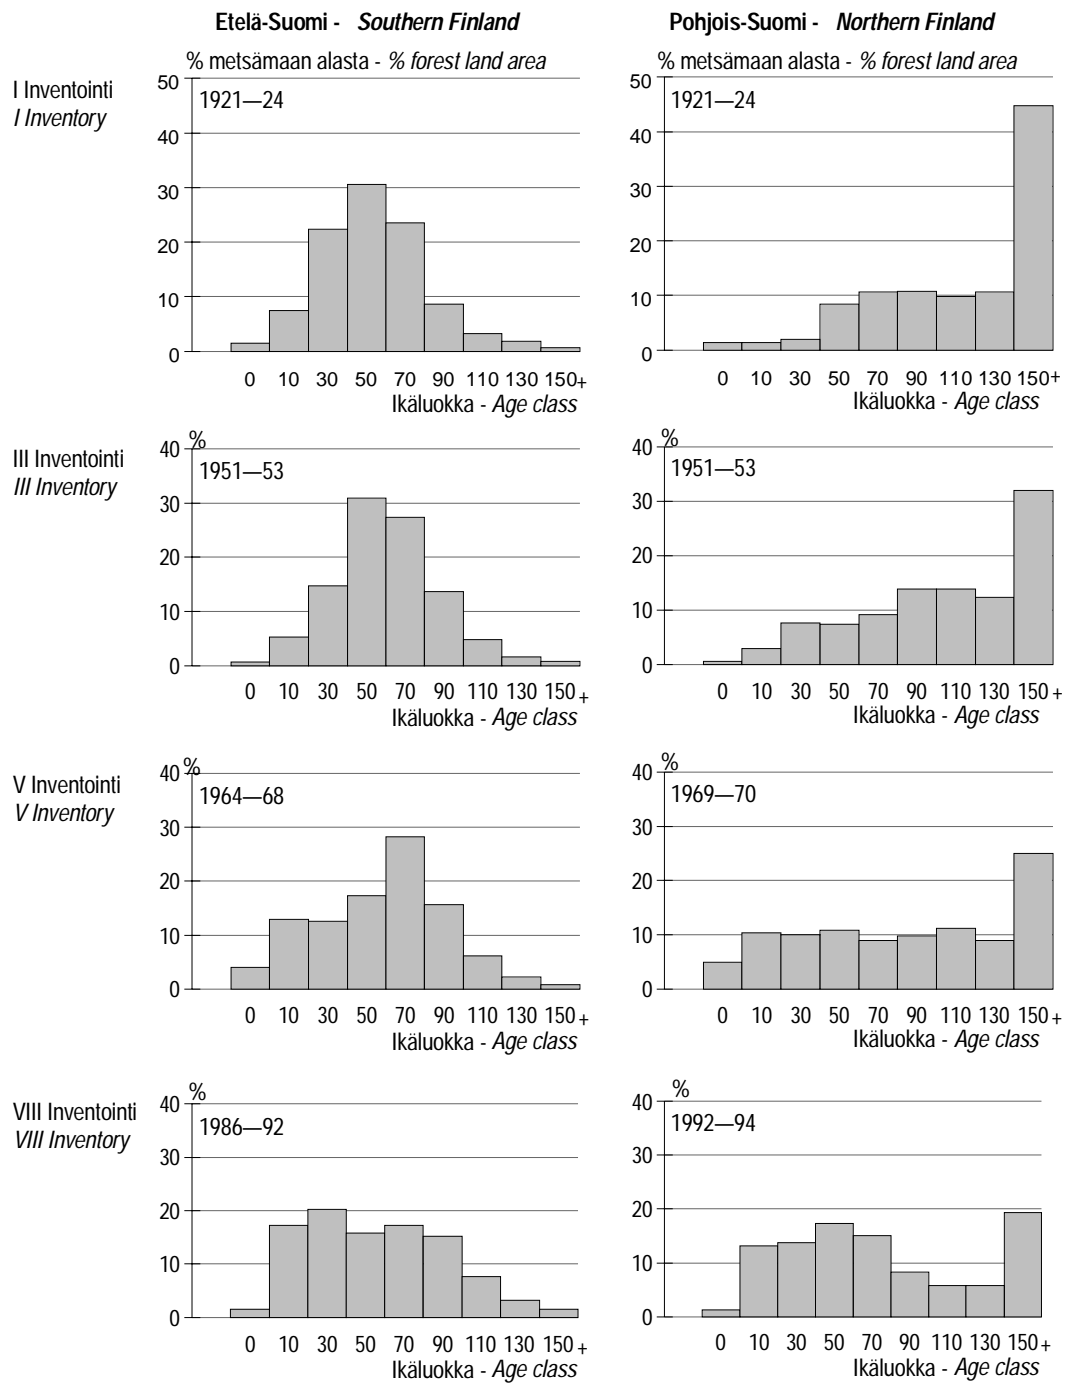 Etelä-Suomi - Southern Finland
Pohjois-Suomi - Northern Finland
% metsämaan alasta - % forest land area
% metsämaan alasta - % forest land area
I Inventointi
I Inventory
50
1921—24
40
30
20
10
0
0 10 30 50 70 90 110 130 150+
Ikäluokka - Age class
50
1921—24
40
30
20
10
0
0 10 30 50 70 90 110 130 150+
Ikäluokka - Age class
III Inventointi
III Inventory
%
40
1951—53
30
20
10
0
0 10 30 50 70 90 110 130 150 +
Ikäluokka - Age class
%
40
1951—53
30
20
10
0
0 10 30 50 70 90 110 130 150 +
Ikäluokka - Age class
V Inventointi
V Inventory
%
40
1964—68
30
20
10
0
0 10 30 50 70 90 110 130 150 +
Ikäluokka - Age class
%
40
1969—70
30
20
10
0
0 10 30 50 70 90 110 130 150 +
Ikäluokka - Age class
VIII Inventointi
VIII Inventory
%
40
1986—92
30
20
10
0
0 10 30 50 70 90 110 130 150 +
Ikäluokka - Age class
%
40
1992—94
30
20
10
0
0 10 30 50 70 90 110 130 150 +
Ikäluokka - Age class